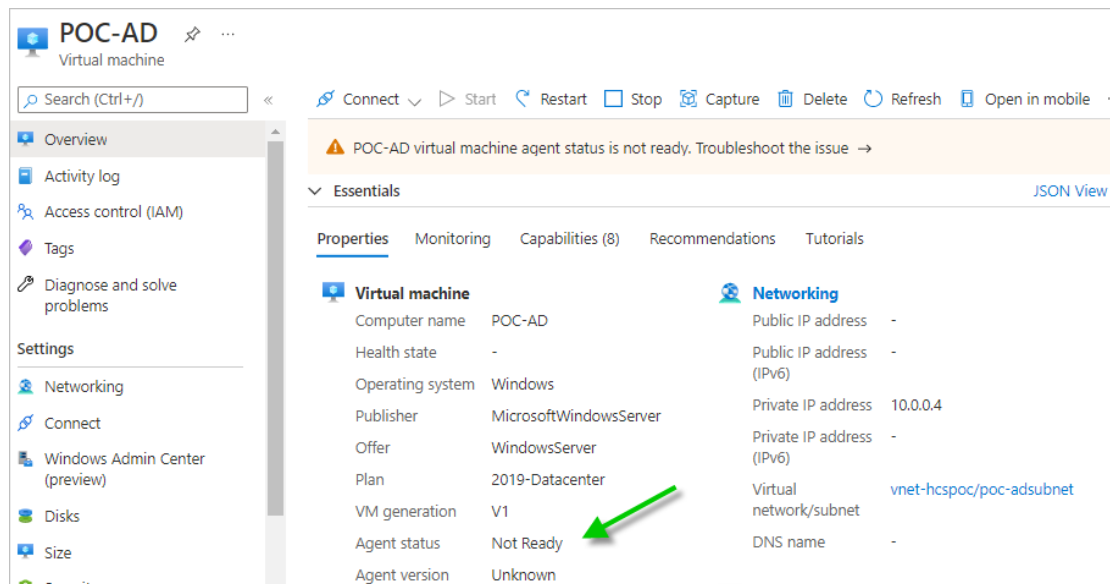 POC-AD
Virtual machine
Search (Ctrl+/)
Connect
Start
Restart
Stop
Capture
Delete
Refresh
Open in mobile
Overview
Activity log
Access control (IAM)
Tags
Diagnose and solve
problems
Settings
Networking
Connect
Windows Admin Center
(preview)
Disks
Size
POC-AD virtual machine agent status is not ready. Troubleshoot the issue →
Essentials
JSON View
Properties
Monitoring
Capabilities (8)
Recommendations
Tutorials
Virtual machine
Computer name POC-AD
Health state -
Operating system Windows
Publisher MicrosoftWindowsServer
Offer WindowsServer
Plan 2019-Datacenter
VM generation V1
Agent status Not Ready
Agent version Unknown
Networking
Public IP address -
Public IP address -
(IPv6)
Private IP address 10.0.0.4
Private IP address -
(IPv6)
Virtual vnet-hcspoc/poc-adsubnet
network/subnet
DNS name -